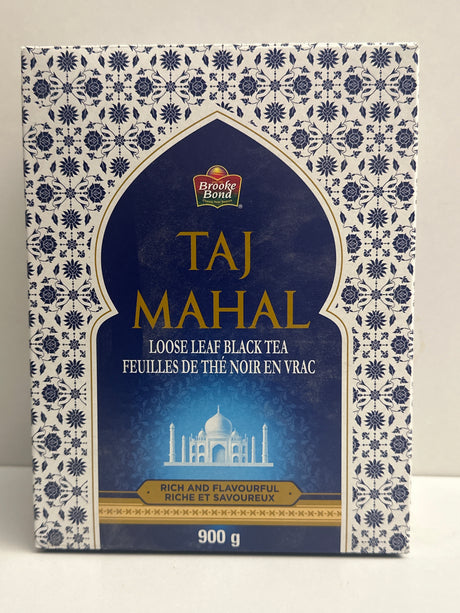 Brooke
Bond
TAJ
MAHAL
LOOSE LEAF BLACK TEA
FEUILLES DE THÉ NOIR EN VRAC
RICH AND FLAVOURFUL
RICHE ET SAVOUREUX
900 g